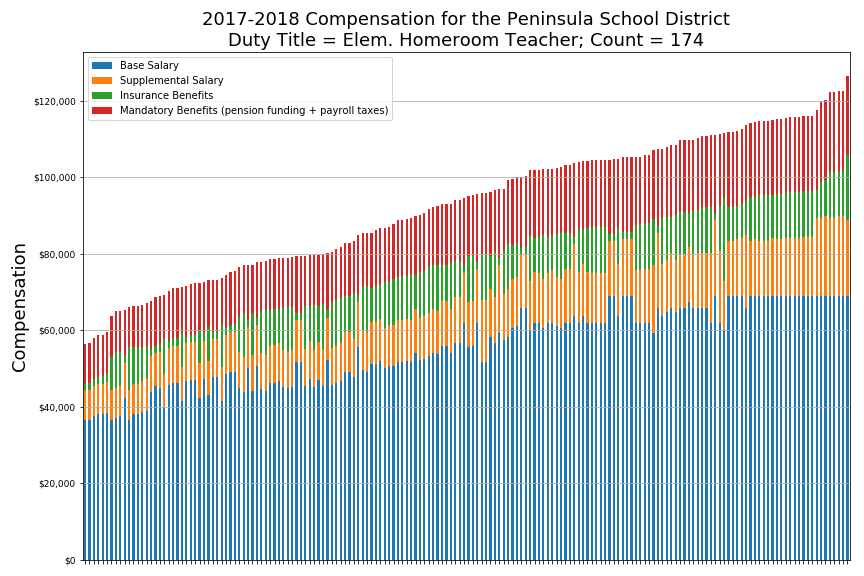 2017-2018 Compensation for the Peninsula School District
Duty Title = Elem. Homeroom Teacher; Count = 174
Base Salary
Supplemental Salary
Insurance Benefits
Mandatory Benefits (pension funding + payroll taxes)
Compensation
$120,000
$100,000
$80,000
$60,000
$40,000
$20,000
$0